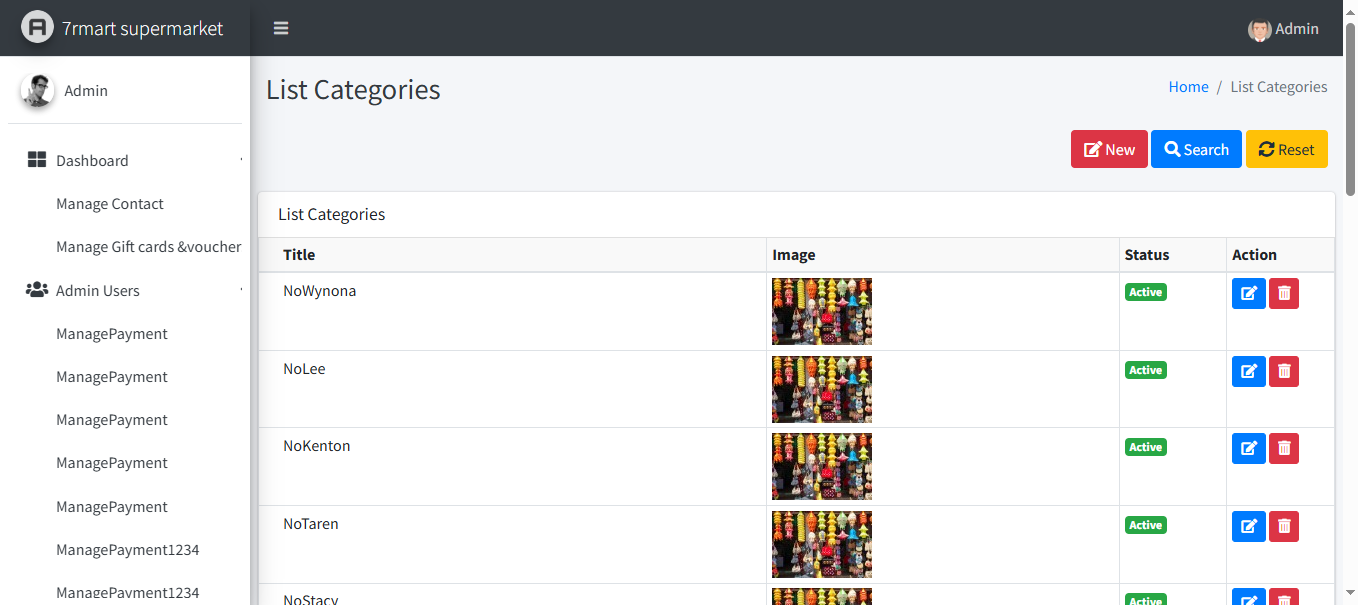 7rmart supermarket
Admin
Admin
List Categories
Home / List Categories
New
Search
Reset
Dashboard
Manage Contact
Manage Gift cards &voucher
Admin Users
ManagePayment
ManagePayment
ManagePayment
ManagePayment
ManagePayment
ManagePayment1234
ManagePayment1234
List Categories
Title Image Status Action
NoWynona Active
NoLee Active
NoKenton Active
NoTaren Active
NoStacy Active